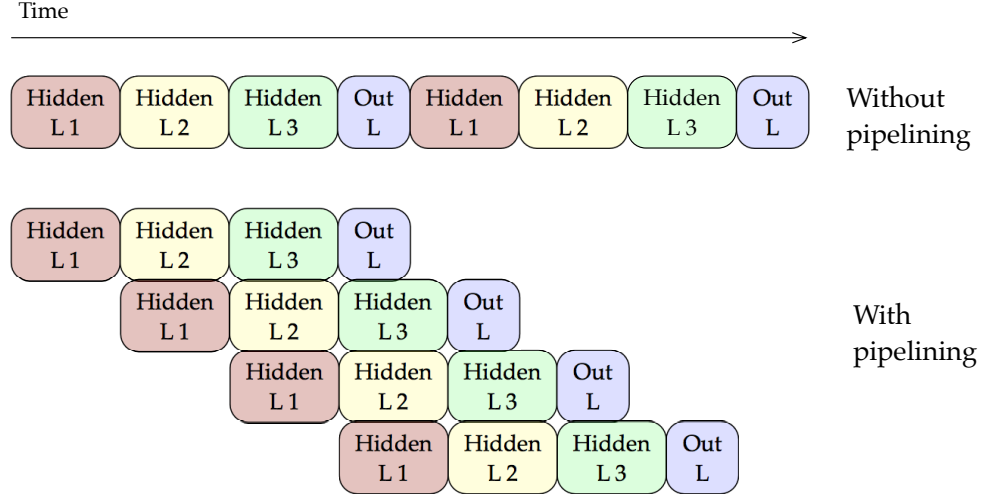 Time
Hidden
L 1
Hidden
L 2
Hidden
L 3
Out
L
Hidden
L 1
Hidden
L 2
Hidden
L 3
Out
L
Without
pipelining
Hidden
L 1
Hidden
L 2
Hidden
L 3
Out
L
Hidden
L 1
Hidden
L 2
Hidden
L 3
Out
L
Hidden
L 1
Hidden
L 2
Hidden
L 3
Out
L
Hidden
L 1
Hidden
L 2
Hidden
L 3
Out
L
With
pipelining